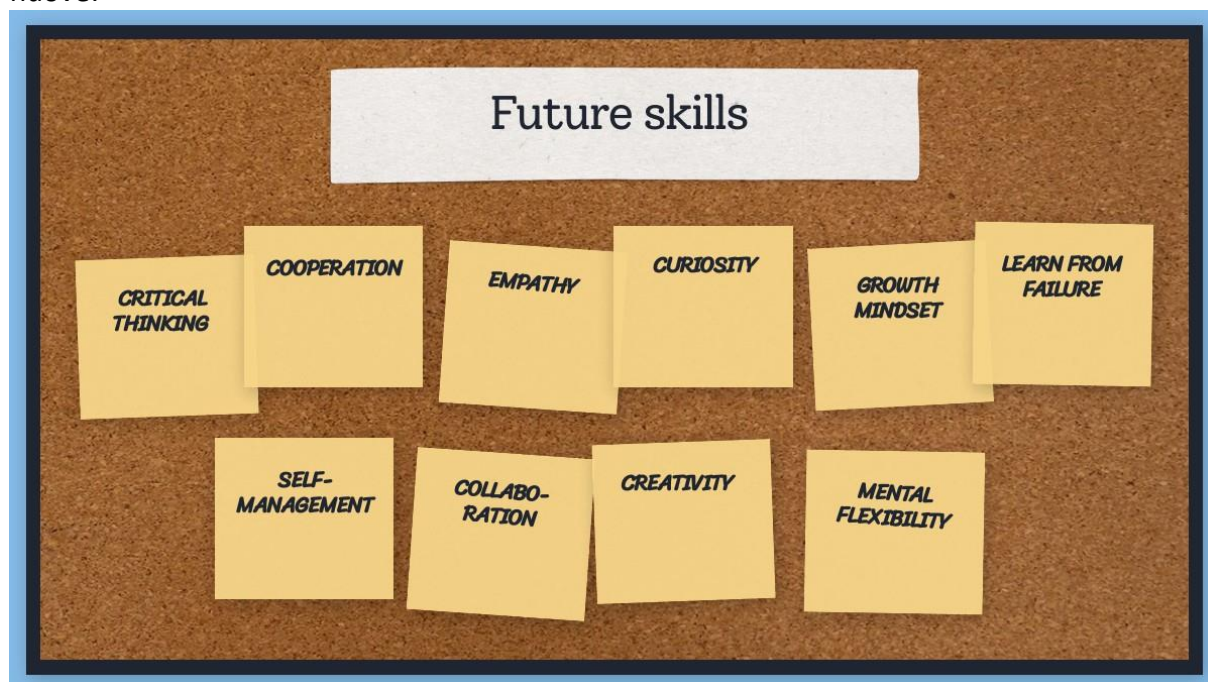 Future skills
CRITICAL
THINKING
COOPERATION
EMPATHY
CURIOSITY
GROWTH
MINDSET
LEARN FROM
FAILURE
SELF-
MANAGEMENT
COLLABO-
RATION
CREATIVITY
MENTAL
FLEXIBILITY